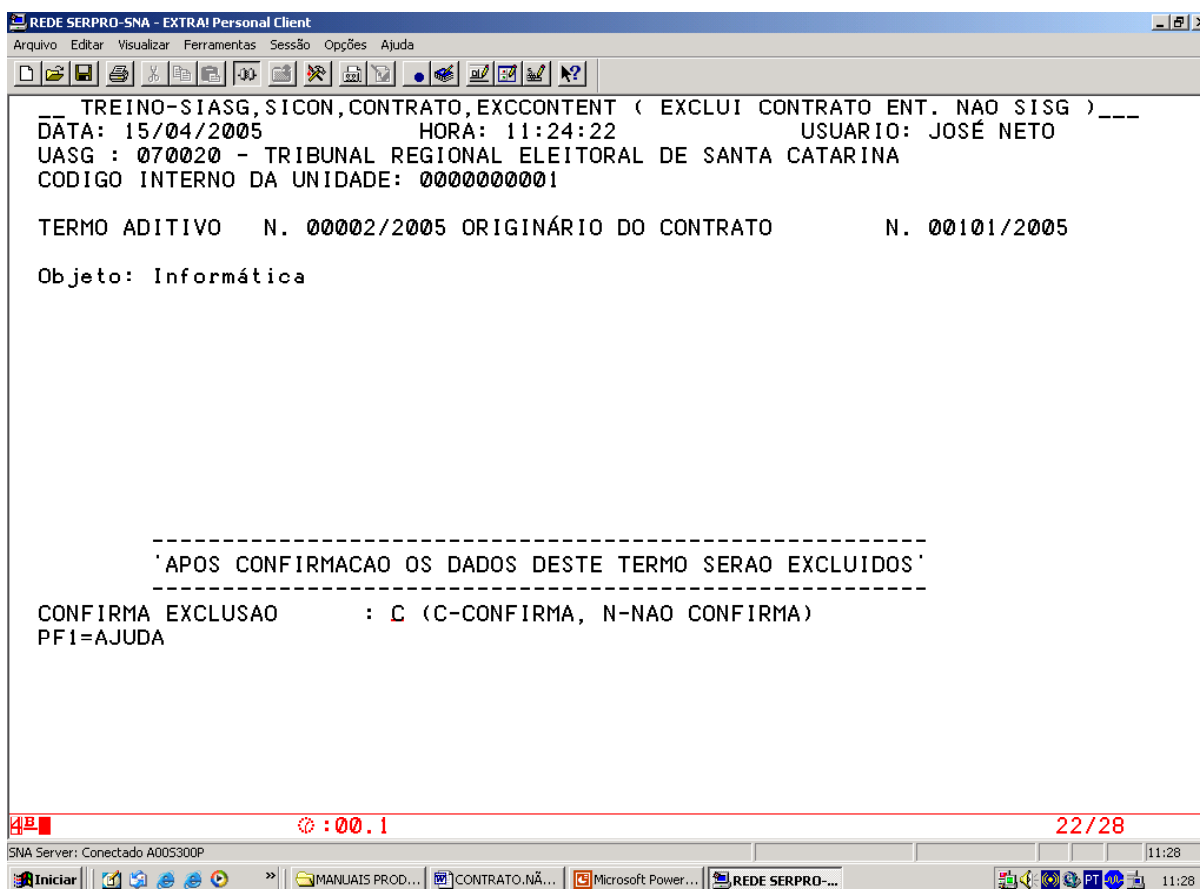 REDE SERPRO-SNA - EXTRA! Personal Client
Arquivo Editar Visualizar Ferramentas Sessão Opções Ajuda
__ TREINO-SIASG,SICON,CONTRATO,EXCCONTENT ( EXCLUI CONTRATO ENT. NAO SISG )___
DATA: 15/04/2005 HORA: 11:24:22 USUARIO: JOSÉ NETO
UASG : 070020 - TRIBUNAL REGIONAL ELEITORAL DE SANTA CATARINA
CODIGO INTERNO DA UNIDADE: 0000000001
TERMO ADITIVO N. 00002/2005 ORIGINÁRIO DO CONTRATO N. 00101/2005
Objeto: Informática
-------------------------------------------------------
'APOS CONFIRMACAO OS DADOS DESTE TERMO SERAO EXCLUIDOS'
-------------------------------------------------------
CONFIRMA EXCLUSAO : C (C-CONFIRMA, N-NAO CONFIRMA)
PF1=AJUDA
4B :00.1 22/28
SNA Server: Conectado A005300P 11:28
Iniciar » MANUAIS PROD... CONTRATO.NÃ... Microsoft Power... REDE SERPRO-... PT 11:28